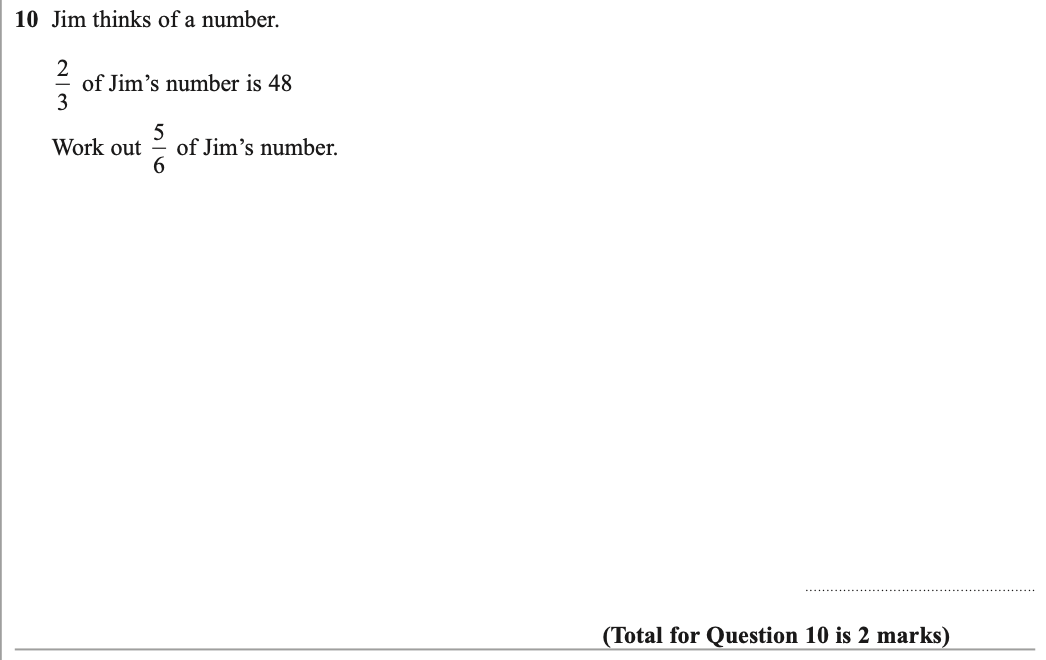 10 Jim thinks of a number.
2/3 of Jim’s number is 48
Work out 5/6 of Jim’s number.
(Total for Question 10 is 2 marks)